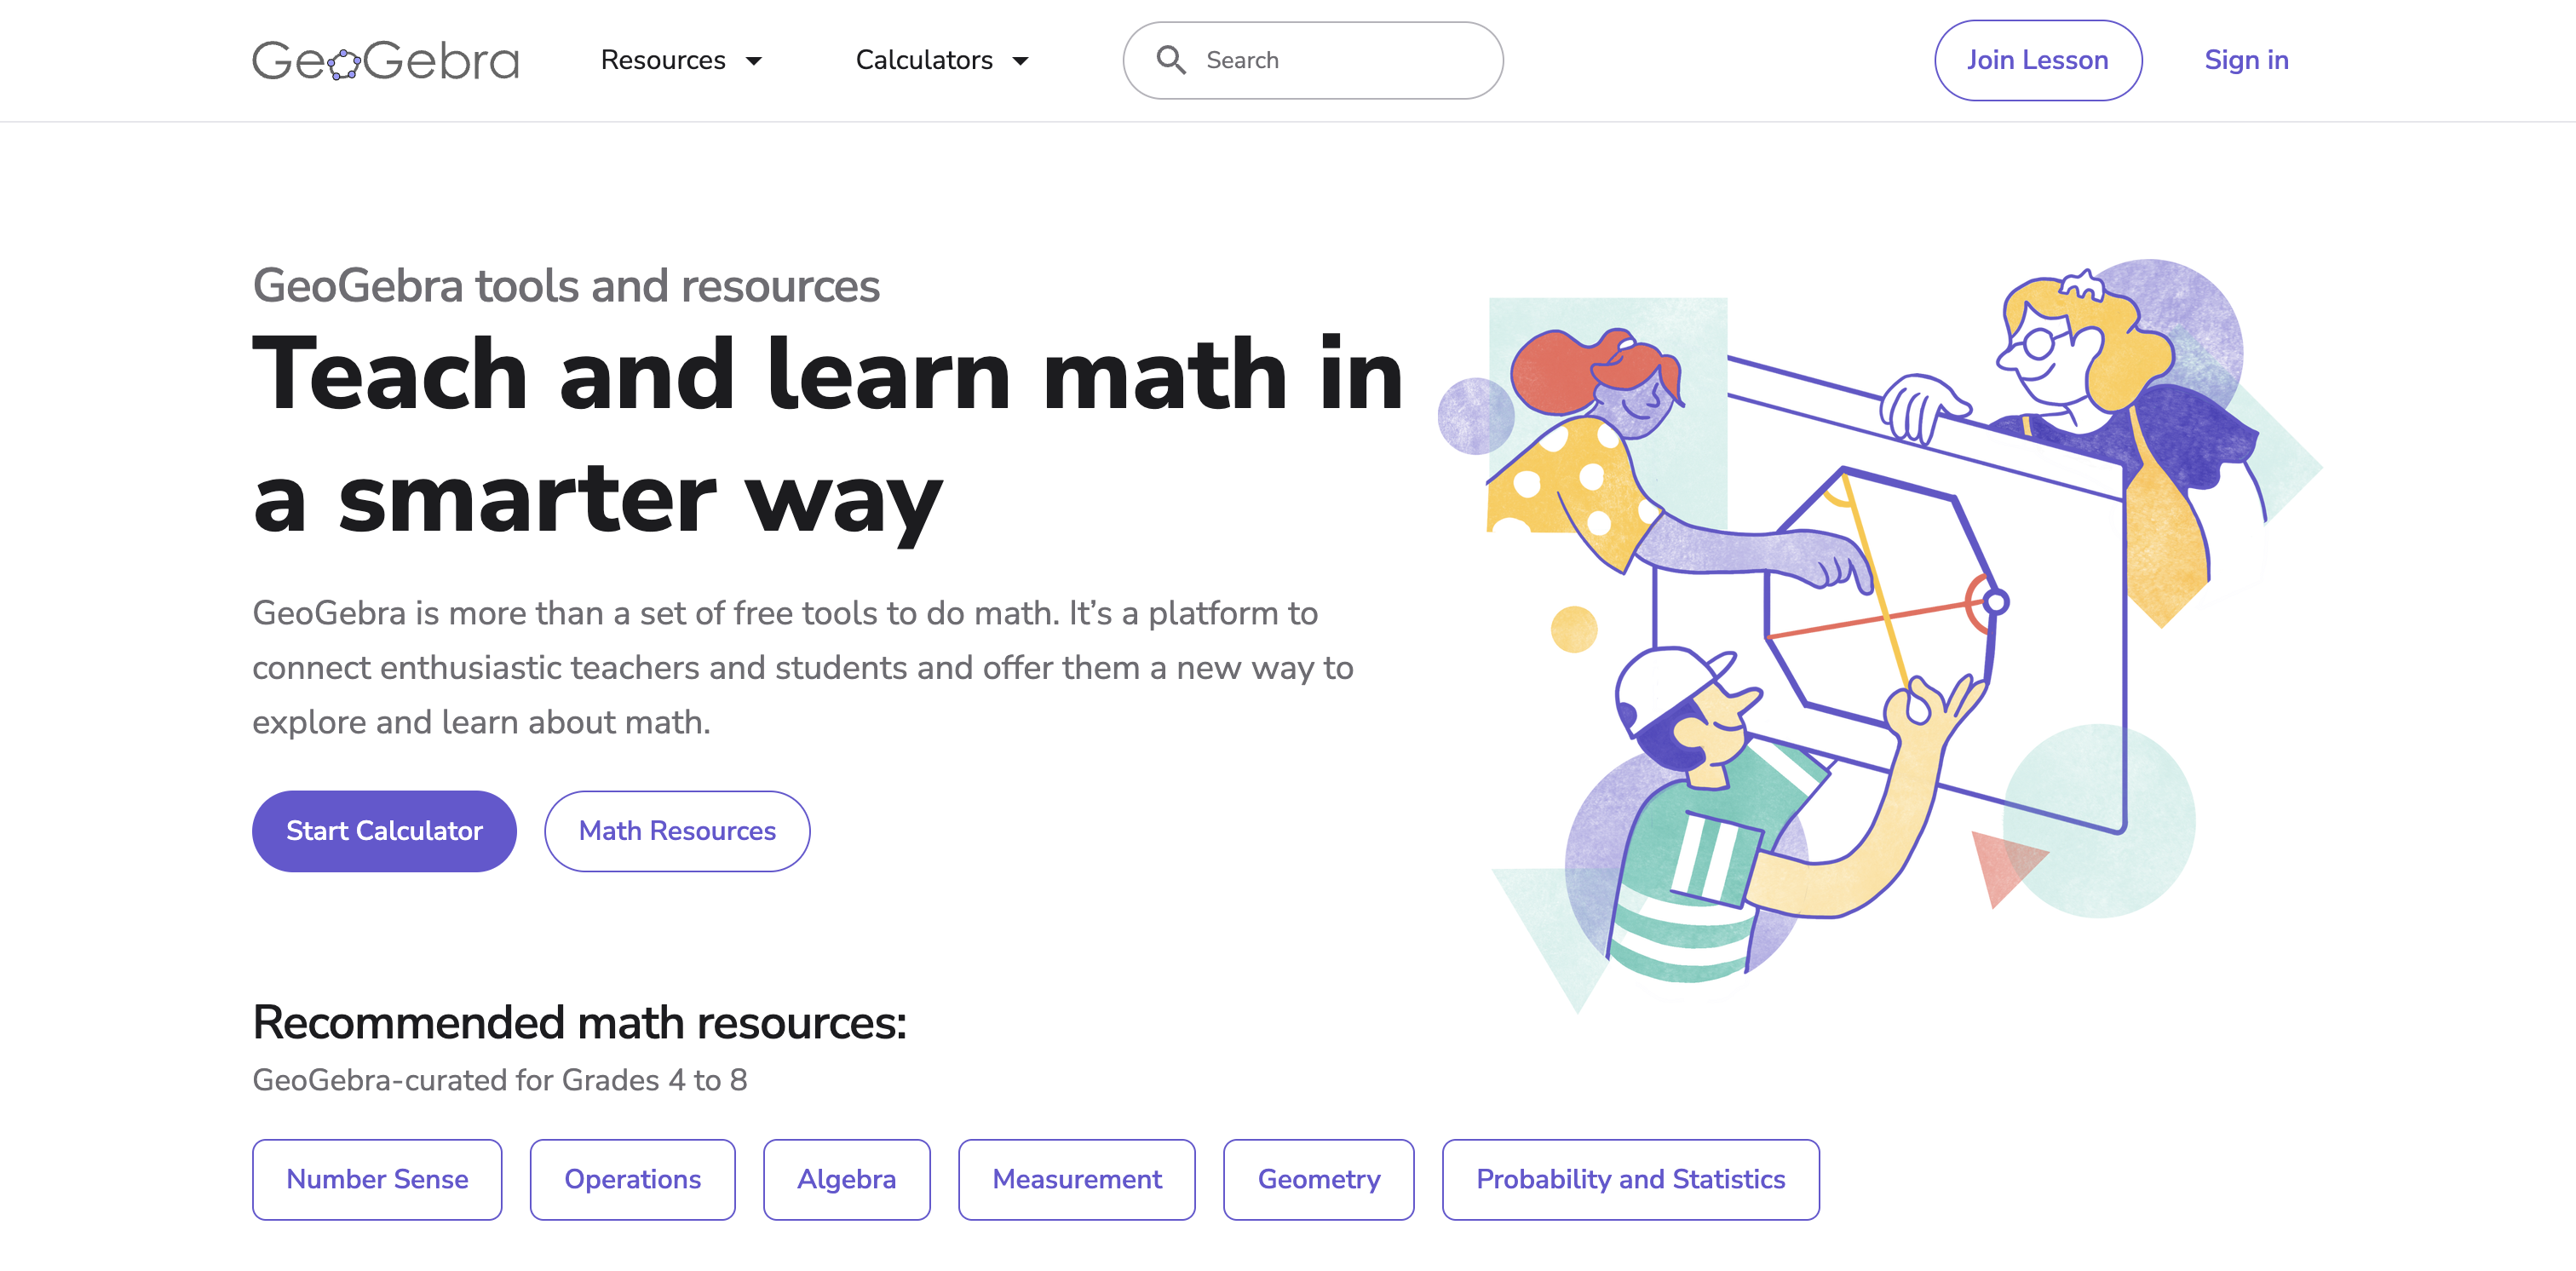 GeoGebra
Resources
Calculators
Search
Join Lesson
Sign in
GeoGebra tools and resources
Teach and learn math in
a smarter way
GeoGebra is more than a set of free tools to do math. It’s a platform to
connect enthusiastic teachers and students and offer them a new way to
explore and learn about math.
Start Calculator
Math Resources
Recommended math resources:
GeoGebra-curated for Grades 4 to 8
Number Sense
Operations
Algebra
Measurement
Geometry
Probability and Statistics